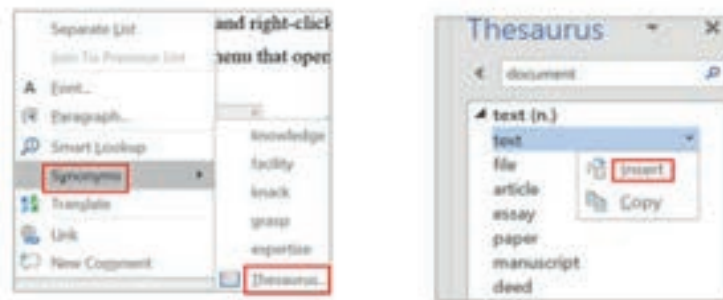 Separate List
and right-click
Join To Previous List
menu that open
Font...
Paragraph...
Smart Lookup
Synonyms
Translate
Link
New Comment
knowledge
facility
knack
grasp
expertise
Thesaurus...
Thesaurus
document
text (n.)
text
file
article
essay
paper
manuscript
deed
Insert
Copy